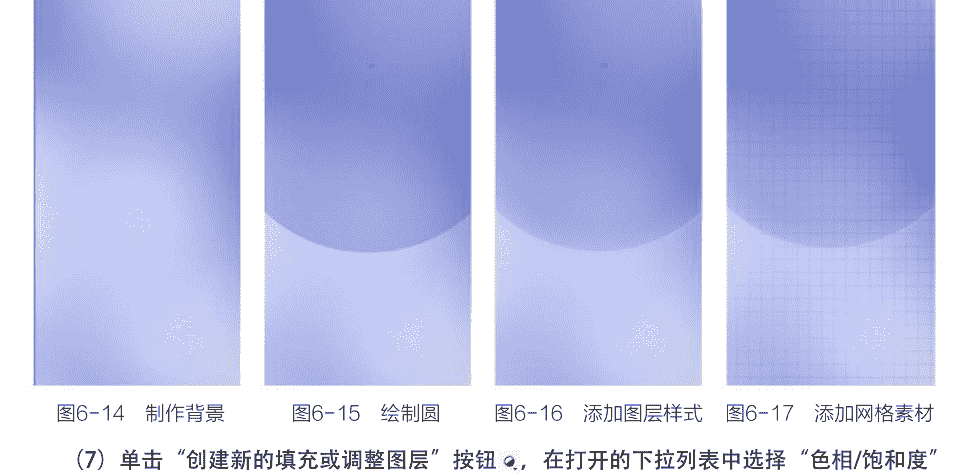 图6-14 制作背景
图6-15 绘制圆
图6-16 添加图层样式
图6-17 添加网格素材
（7）单击“创建新的填充或调整图层”按钮，在打开的下拉列表中选择“色相/饱和度”